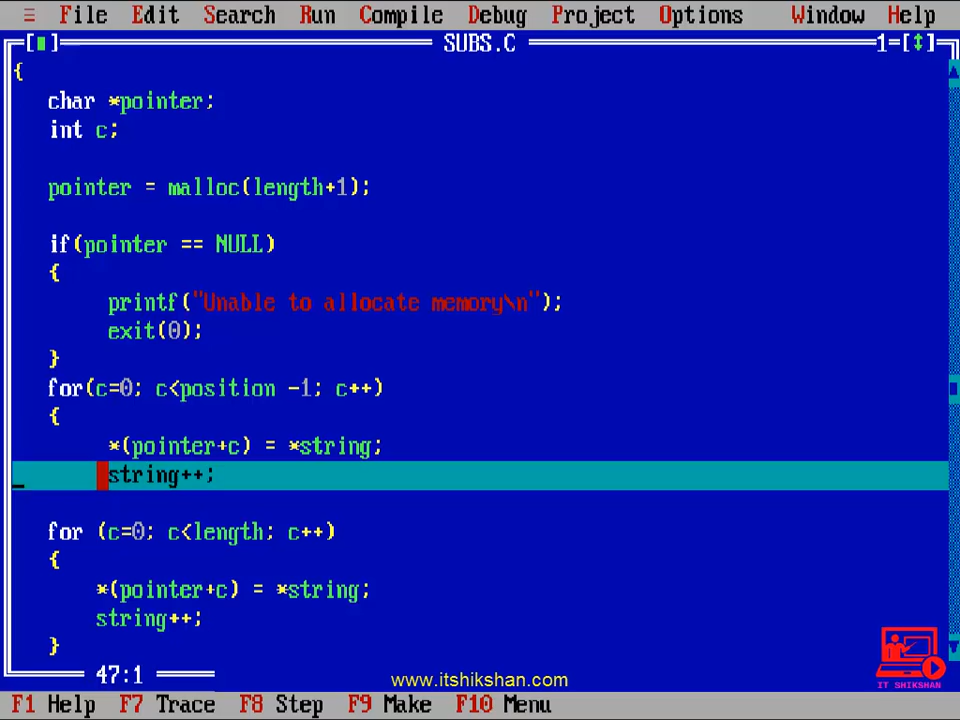 ≡ File Edit Search Run Compile Debug Project Options Window Help
[■] SUBS.C 1=[↕]
{
char *pointer;
int c;
pointer = malloc(length+1);
if(pointer == NULL)
{
printf("Unable to allocate memory\n");
exit(0);
}
for(c=0; c<position -1; c++)
{
*(pointer+c) = *string;
string++;
for (c=0; c<length; c++)
{
*(pointer+c) = *string;
string++;
}
47:1
www.itshikshan.com
IT SHIKSHAN
F1 Help F7 Trace F8 Step F9 Make F10 Menu